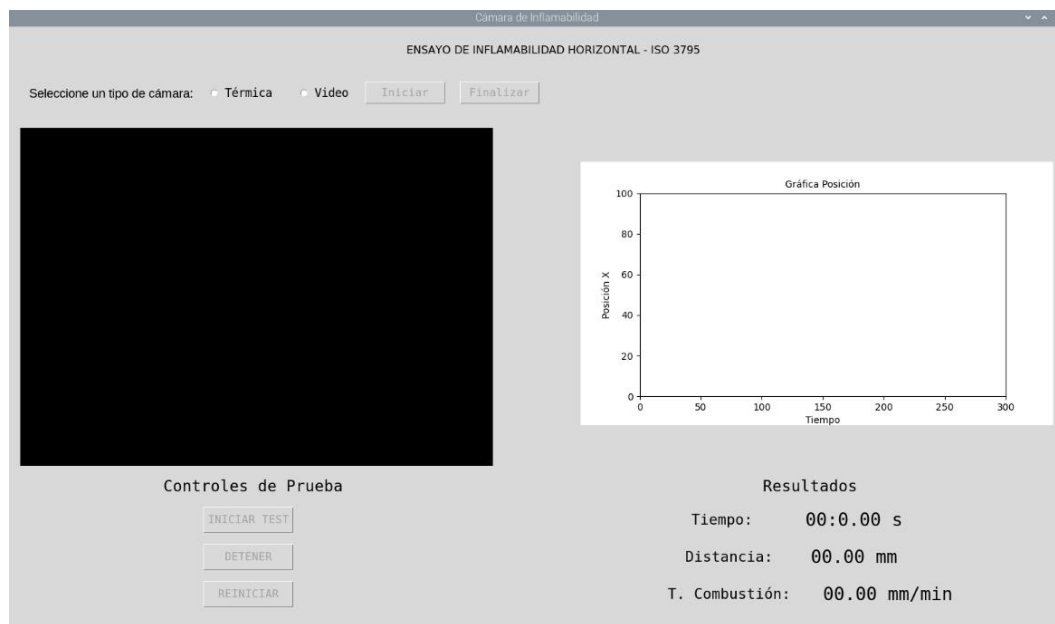 Cámara de Inflamabilidad
ENSAYO DE INFLAMABILIDAD HORIZONTAL - ISO 3795
Seleccione un tipo de cámara: Térmica Video Iniciar Finalizar
Gráfica Posición
100
80
60
40
20
0
Posición X
0 50 100 150 200 250 300
Tiempo
Controles de Prueba
INICIAR TEST
DETENER
REINICIAR
Resultados
Tiempo: 00:0.00 s
Distancia: 00.00 mm
T. Combustión: 00.00 mm/min